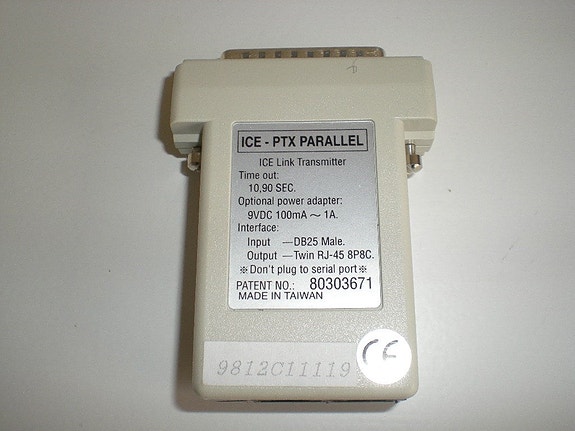 ICE - PTX PARALLEL
ICE Link Transmitter
Time out:
10,90 SEC.
Optional power adapter:
9VDC 100mA ～ 1A.
Interface:
Input —DB25 Male.
Output —Twin RJ-45 8P8C.
※Don't plug to serial port※
PATENT NO.: 80303671
MADE IN TAIWAN
9812C11119
CE